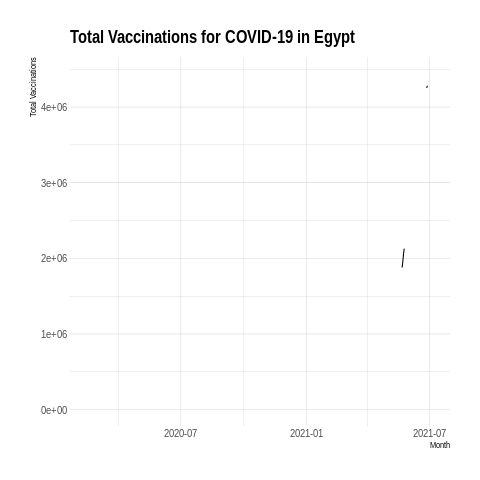 Total Vaccinations for COVID-19 in Egypt
Total Vaccinations
4e+06
3e+06
2e+06
1e+06
0e+00
2020-07 2021-01 2021-07
Month